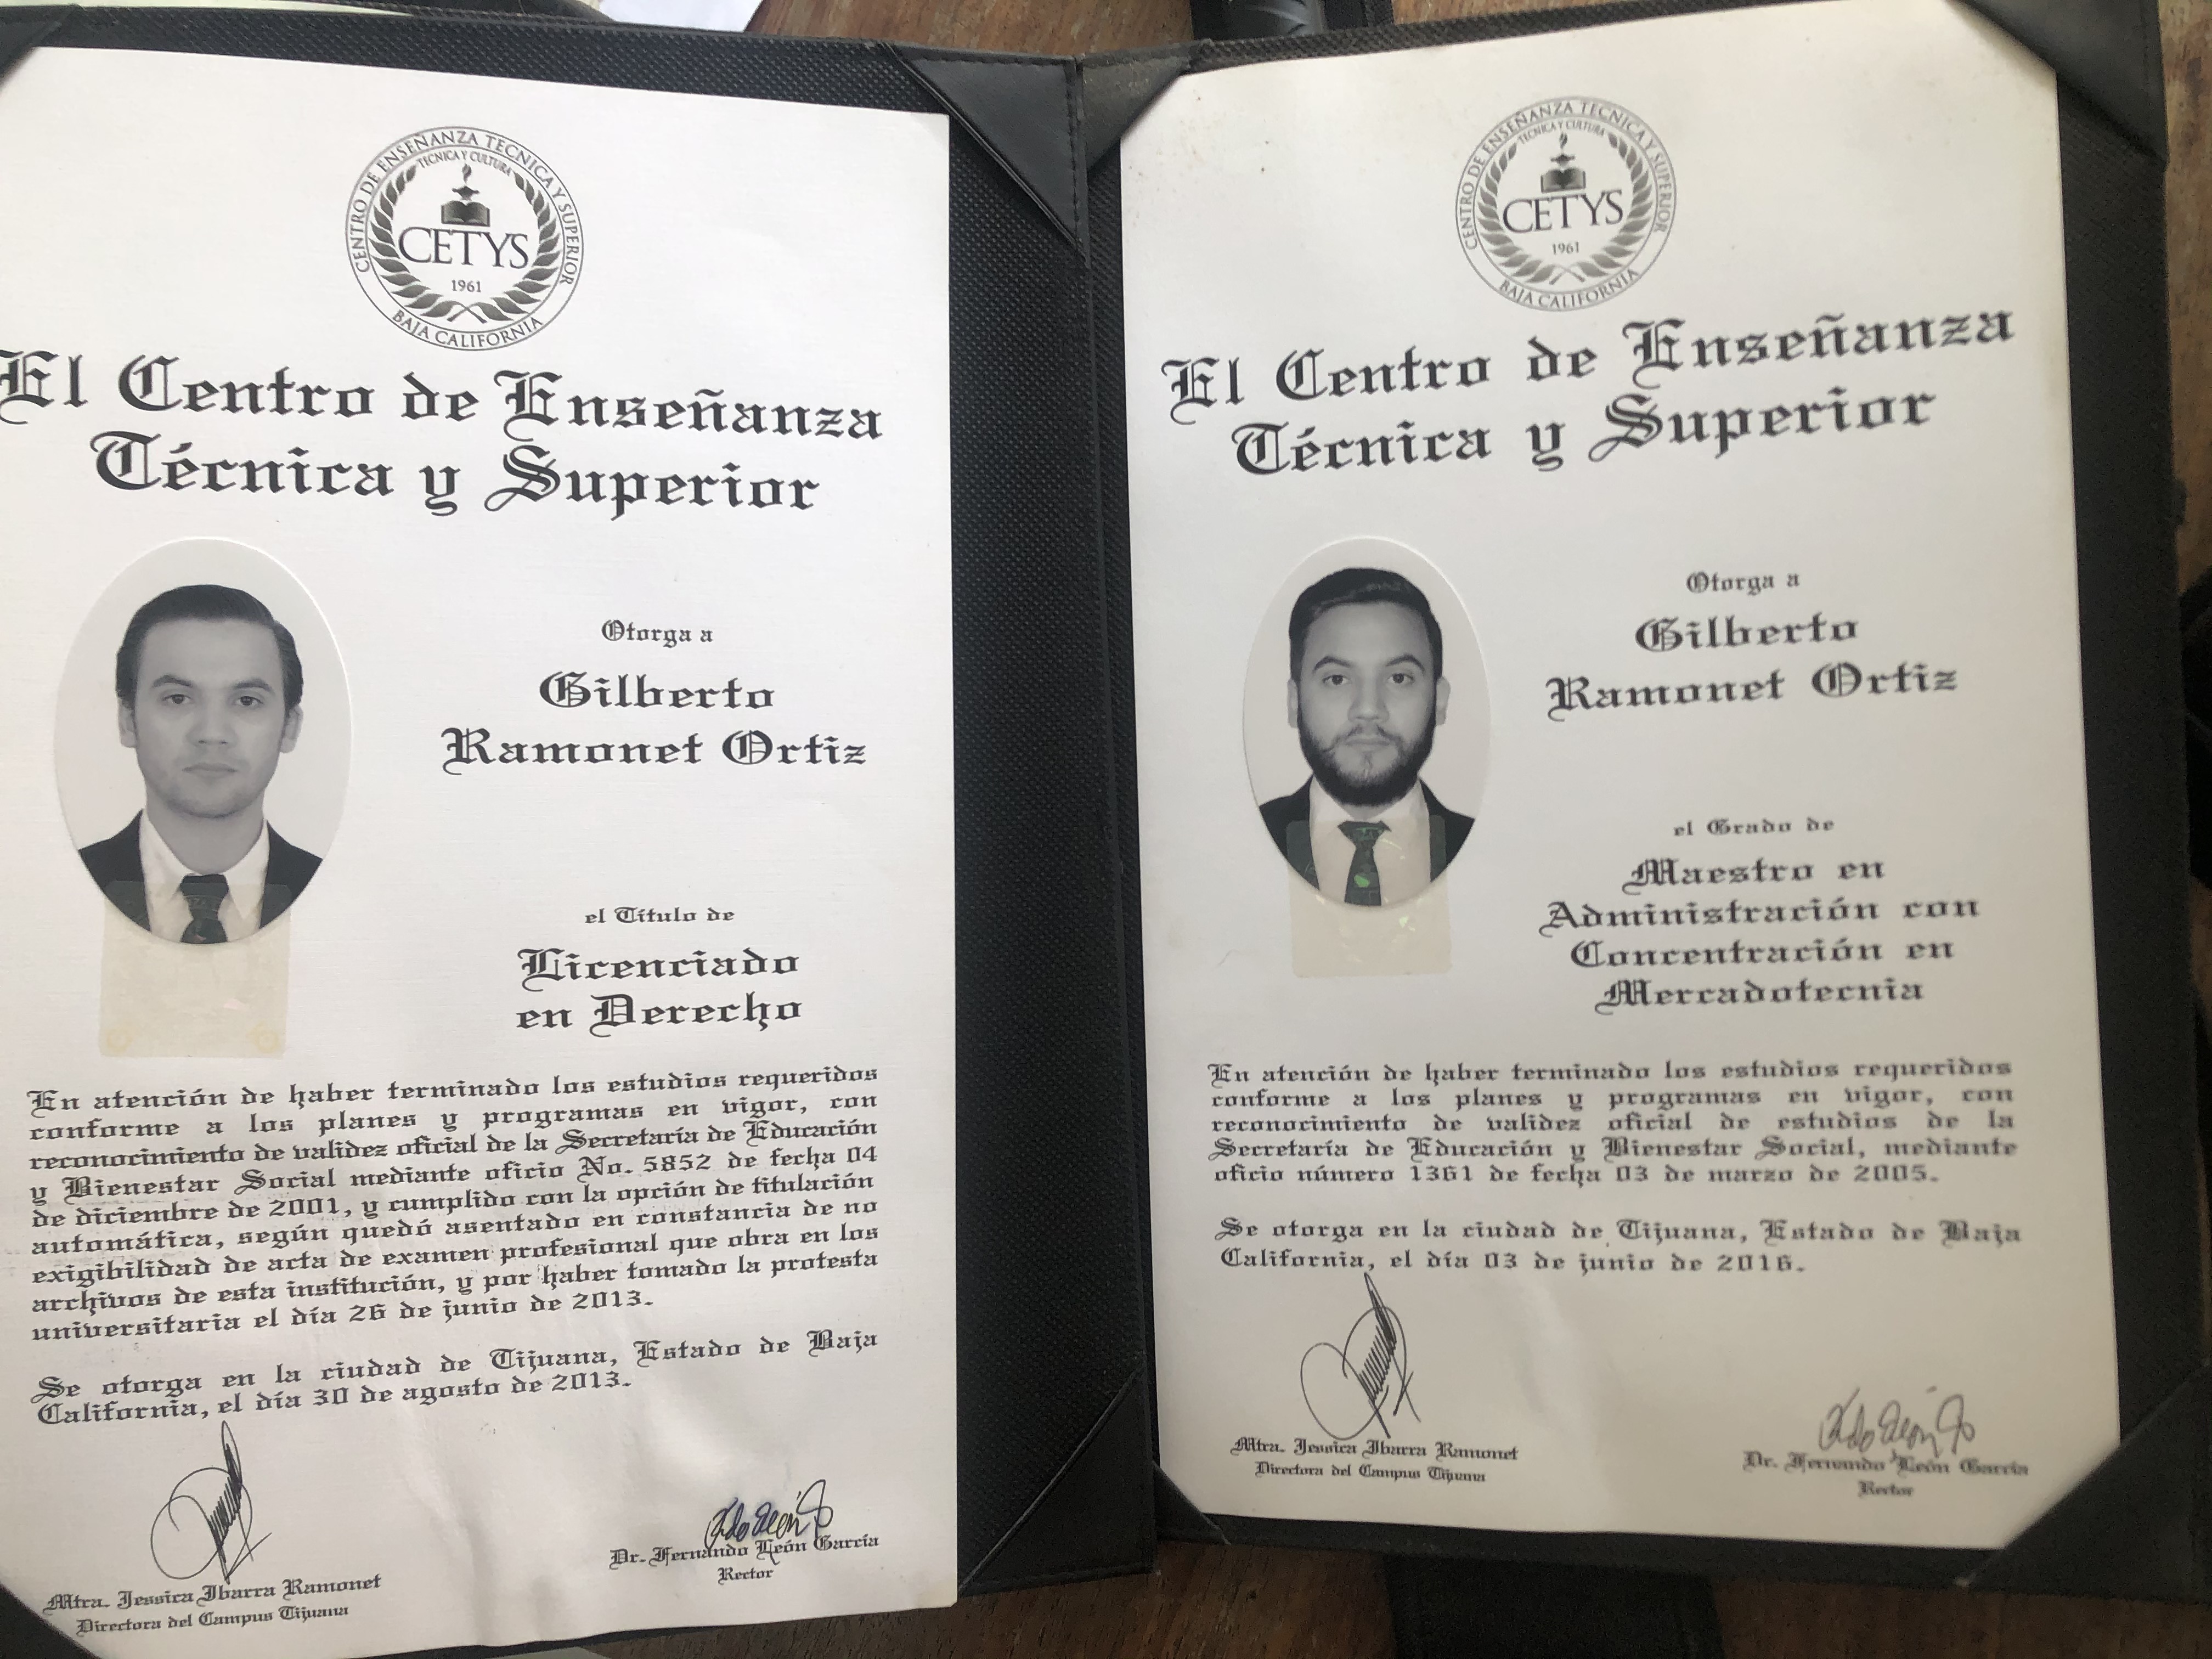 CENTRO DE ENSEÑANZA TECNICA Y SUPERIOR
TECNICA Y CULTURA
CETYS
1961
BAJA CALIFORNIA
El Centro de Enseñanza
Técnica y Superior
Otorga a
Gilberto
Ramonet Ortiz
el Título de
Licenciado
en Derecho
En atención de haber terminado los estudios requeridos
conforme a los planes y programas en vigor, con
reconocimiento de validez oficial de la Secretaría de Educación
y Bienestar Social mediante oficio No. 5852 de fecha 04
de diciembre de 2001, y cumplido con la opción de titulación
automática, según quedó asentado en constancia de no
exigibilidad de acta de examen profesional que obra en los
archivos de esta institución, y por haber tomado la protesta
universitaria el día 26 de junio de 2013.
Se otorga en la ciudad de Tijuana, Estado de Baja
California, el día 30 de agosto de 2013.
Mtra. Jessica Ibarra Ramonet
Directora del Campus Tijuana
Dr. Fernando León García
Rector
CENTRO DE ENSEÑANZA TECNICA Y SUPERIOR
TECNICA Y CULTURA
CETYS
1961
BAJA CALIFORNIA
El Centro de Enseñanza
Técnica y Superior
Otorga a
Gilberto
Ramonet Ortiz
el Grado de
Maestro en
Administración con
Concentración en
Mercadotecnia
En atención de haber terminado los estudios requeridos
conforme a los planes y programas en vigor, con
reconocimiento de validez oficial de estudios de la
Secretaría de Educación y Bienestar Social, mediante
oficio número 1361 de fecha 03 de marzo de 2005.
Se otorga en la ciudad de Tijuana, Estado de Baja
California, el día 03 de junio de 2016.
Mtra. Jessica Ibarra Ramonet
Directora del Campus Tijuana
Dr. Fernando León García
Rector